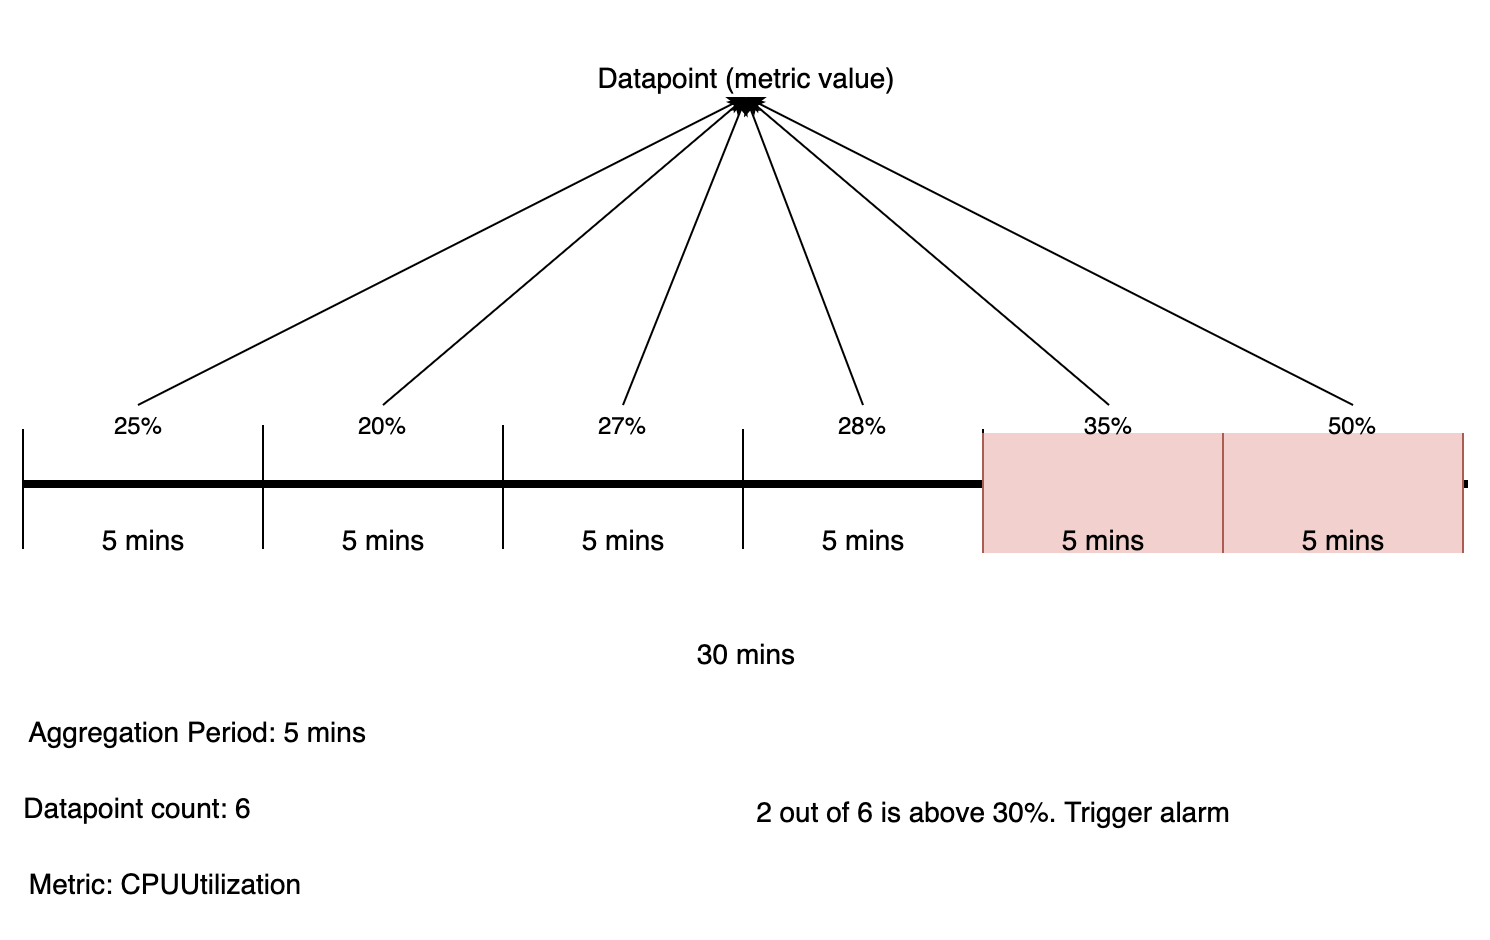 Datapoint (metric value)
25%
20%
27%
28%
35%
50%
5 mins
5 mins
5 mins
5 mins
5 mins
5 mins
30 mins
Aggregation Period: 5 mins
Datapoint count: 6
2 out of 6 is above 30%. Trigger alarm
Metric: CPUUtilization